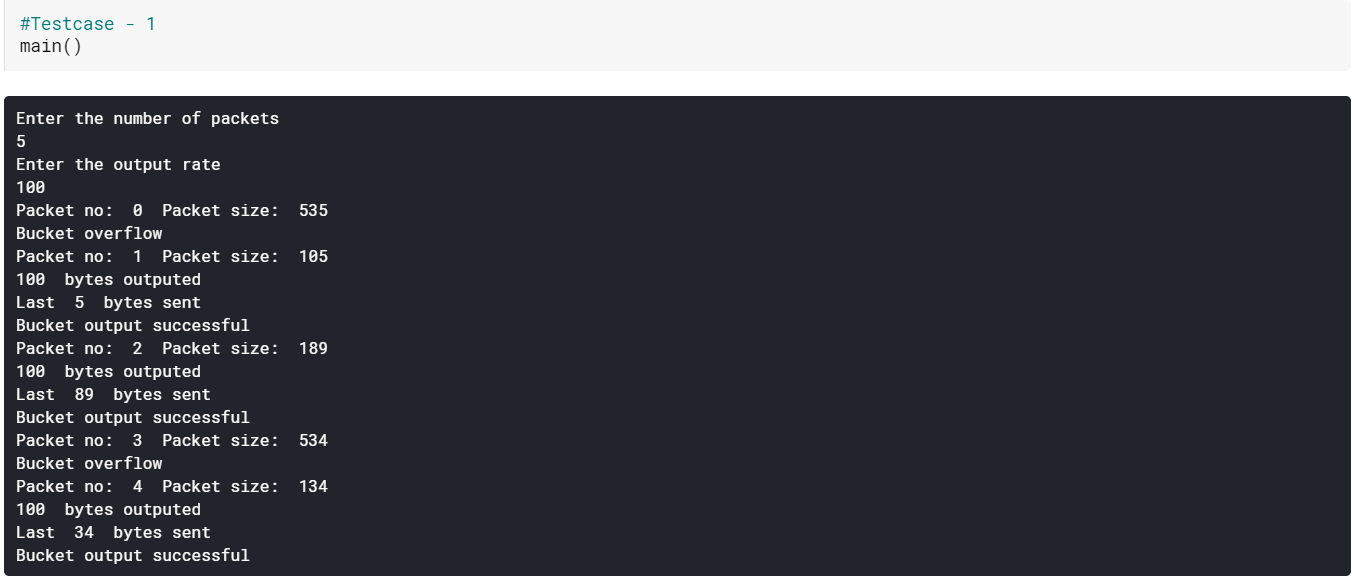 #Testcase - 1
main()
Enter the number of packets
5
Enter the output rate
100
Packet no:  0  Packet size:  535
Bucket overflow
Packet no:  1  Packet size:  105
100  bytes outputed
Last  5  bytes sent
Bucket output successful
Packet no:  2  Packet size:  189
100  bytes outputed
Last  89  bytes sent
Bucket output successful
Packet no:  3  Packet size:  534
Bucket overflow
Packet no:  4  Packet size:  134
100  bytes outputed
Last  34  bytes sent
Bucket output successful